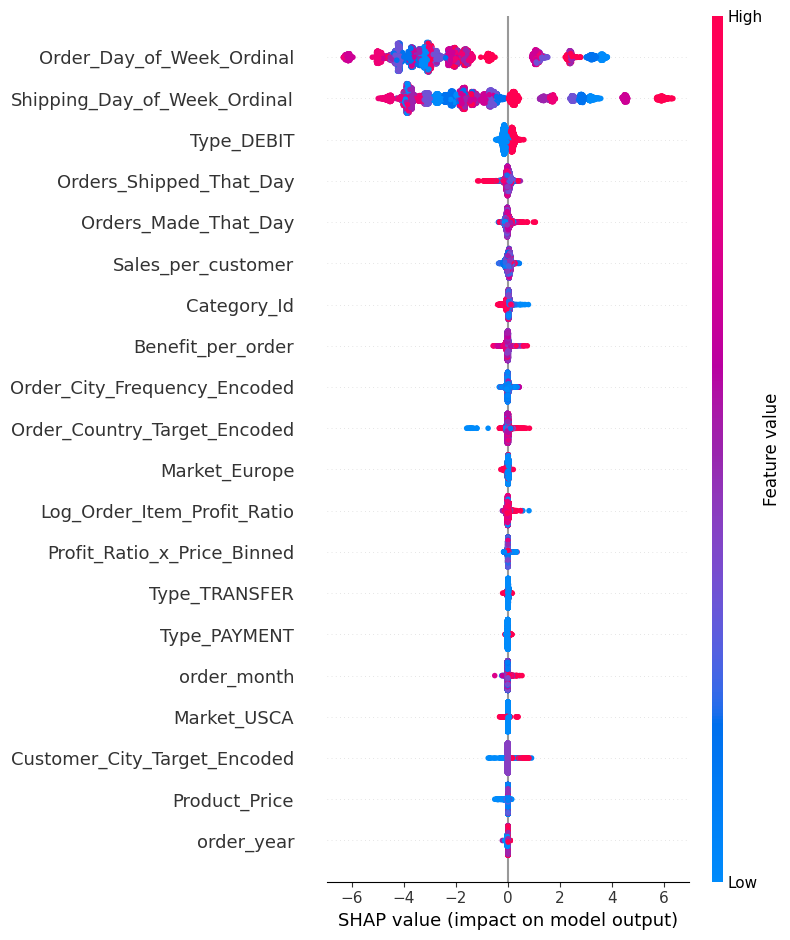 High
Order_Day_of_Week_Ordinal
Shipping_Day_of_Week_Ordinal
Type_DEBIT
Orders_Shipped_That_Day
Orders_Made_That_Day
Sales_per_customer
Category_Id
Benefit_per_order
Order_City_Frequency_Encoded
Order_Country_Target_Encoded
Market_Europe
Log_Order_Item_Profit_Ratio
Profit_Ratio_x_Price_Binned
Type_TRANSFER
Type_PAYMENT
order_month
Market_USCA
Customer_City_Target_Encoded
Product_Price
order_year
Feature value
Low
−6 −4 −2 0 2 4 6
SHAP value (impact on model output)